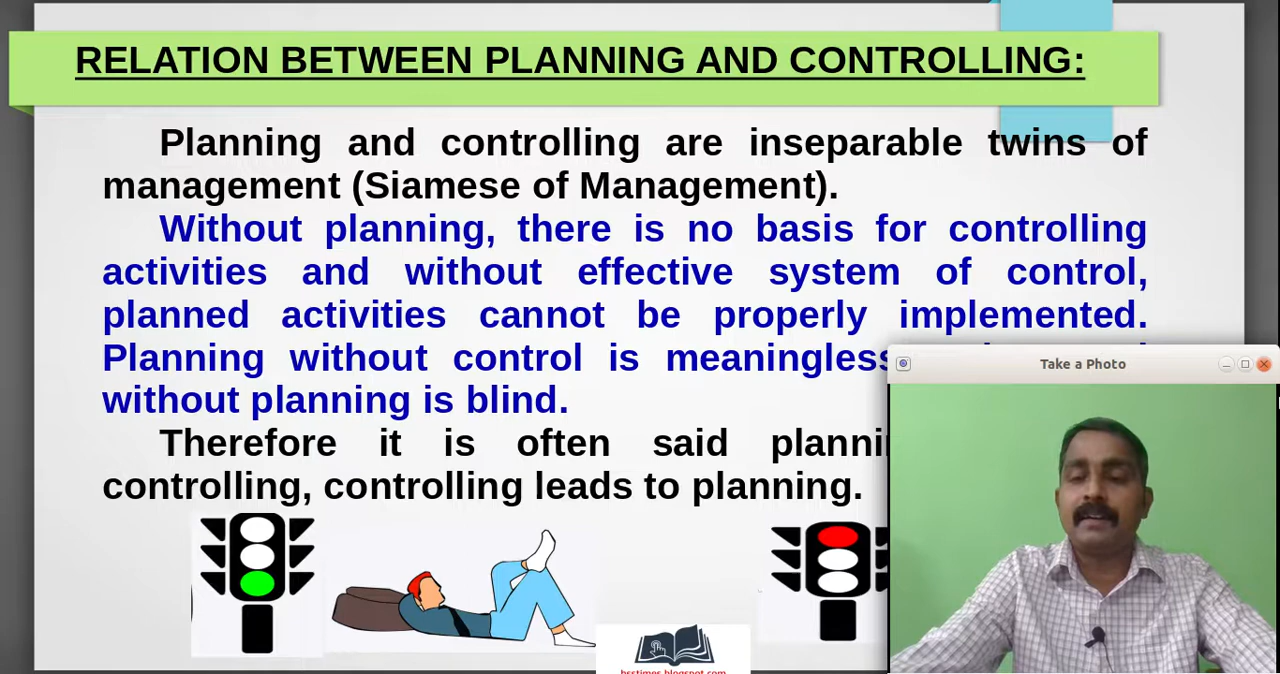 RELATION BETWEEN PLANNING AND CONTROLLING:
Planning and controlling are inseparable twins of
management (Siamese of Management).
Without planning, there is no basis for controlling
activities and without effective system of control,
planned activities cannot be properly implemented.
Planning without control is meaningless
without planning is blind.
Therefore it is often said
controlling, controlling leads to planning.
Take a Photo
bsstimes.blogspot.com